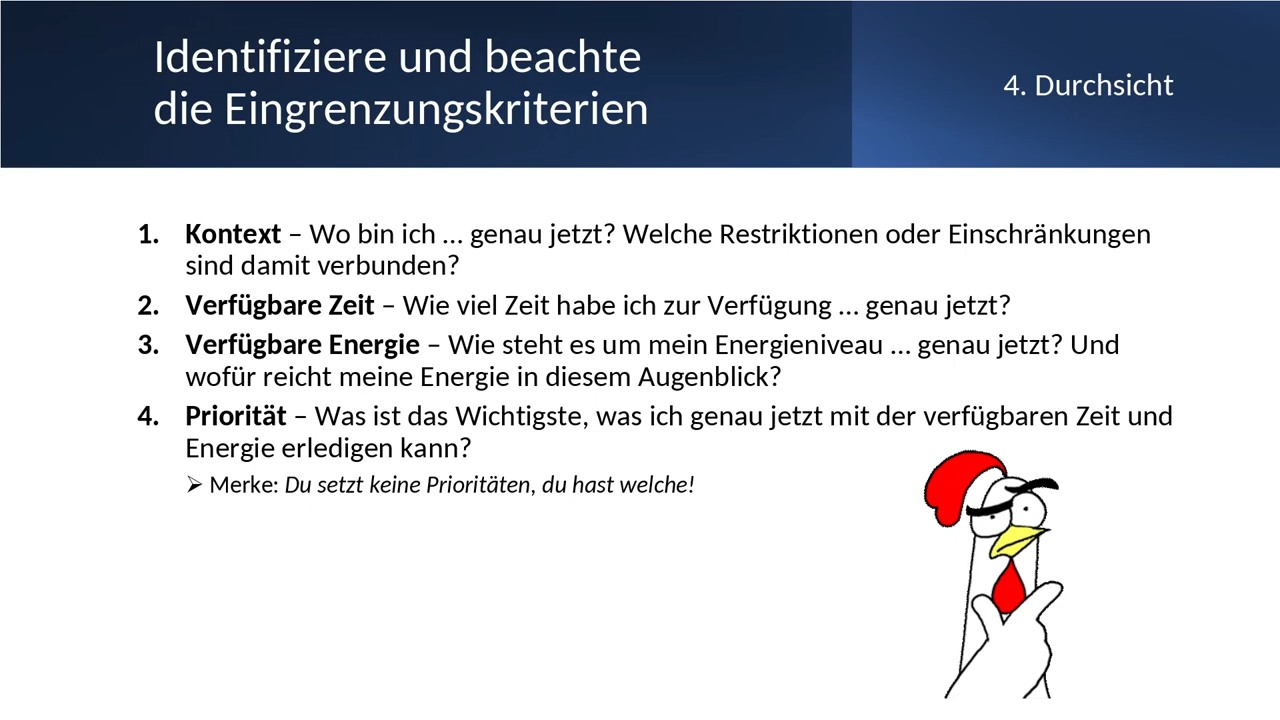 Identifiziere und beachte
die Eingrenzungskriterien
4. Durchsicht
1. Kontext – Wo bin ich … genau jetzt? Welche Restriktionen oder Einschränkungen
sind damit verbunden?
2. Verfügbare Zeit – Wie viel Zeit habe ich zur Verfügung … genau jetzt?
3. Verfügbare Energie – Wie steht es um mein Energieniveau … genau jetzt? Und
wofür reicht meine Energie in diesem Augenblick?
4. Priorität – Was ist das Wichtigste, was ich genau jetzt mit der verfügbaren Zeit und
Energie erledigen kann?
➢ Merke: Du setzt keine Prioritäten, du hast welche!